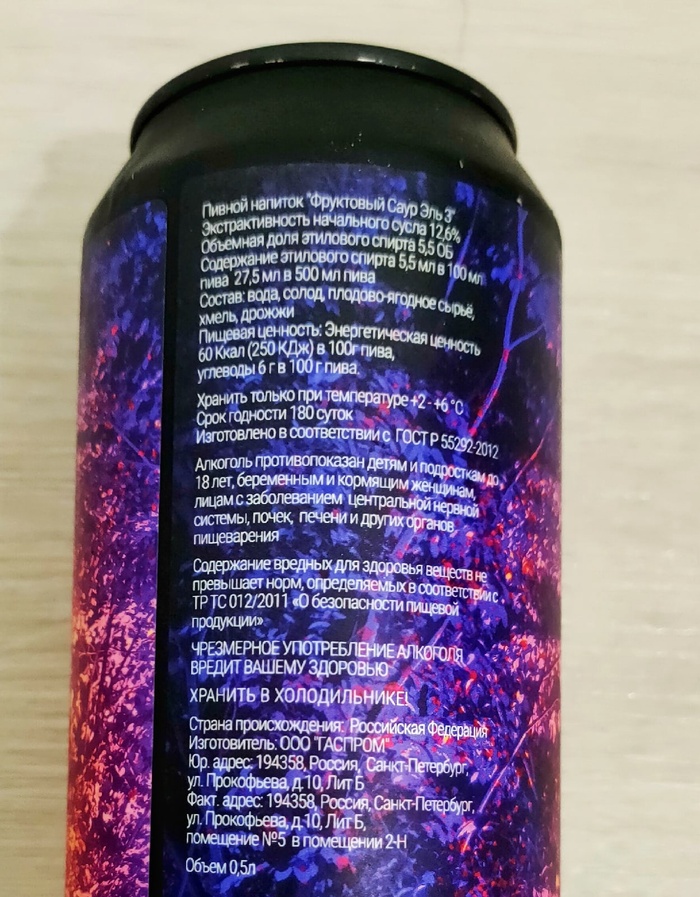 Пивной напиток "Фруктовый Саур Эль 3"
Экстрактивность начального сусла 12,6%
Объемная доля этилового спирта 5,5 ОБ
Содержание этилового спирта 5,5 мл в 100 мл
пива 27,5 мл в 500 мл пива
Состав: вода, солод, плодово-ягодное сырьё,
хмель, дрожжи
Пищевая ценность: Энергетическая ценность
60 Ккал (250 КДж) в 100г пива,
углеводы 6 г в 100 г пива.
Хранить только при температуре +2 - +6 °C
Срок годности 180 суток
Изготовлено в соответствии с ГОСТ Р 55292-2012
Алкоголь противопоказан детям и подросткам до
18 лет, беременным и кормящим женщинам,
лицам с заболеванием центральной нервной
системы, почек, печени и других органов
пищеварения
Содержание вредных для здоровья веществ не
превышает норм, определяемых в соответствии с
ТР ТС 012/2011 «О безопасности пищевой
продукции»
ЧРЕЗМЕРНОЕ УПОТРЕБЛЕНИЕ АЛКОГОЛЯ
ВРЕДИТ ВАШЕМУ ЗДОРОВЬЮ
ХРАНИТЬ В ХОЛОДИЛЬНИКЕ!
Страна происхождения: Российская Федерация
Изготовитель: ООО "ГАСПРОМ"
Юр. адрес: 194358, Россия, Санкт-Петербург,
ул. Прокофьева, д.10, Лит Б
Факт. адрес: 194358, Россия, Санкт-Петербург,
ул. Прокофьева, д.10, Лит Б,
помещение №5 в помещении 2-Н
Объем 0,5л